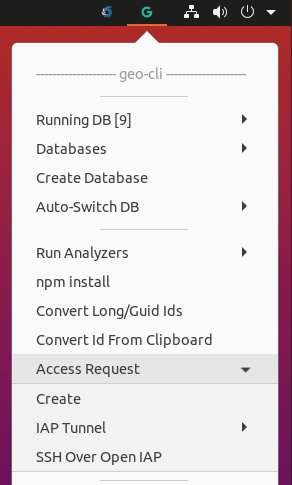 -------------------- geo-cli --------------------
Running DB [9]
Databases
Create Database
Auto-Switch DB
Run Analyzers
npm install
Convert Long/Guid Ids
Convert Id From Clipboard
Access Request
Create
IAP Tunnel
SSH Over Open IAP